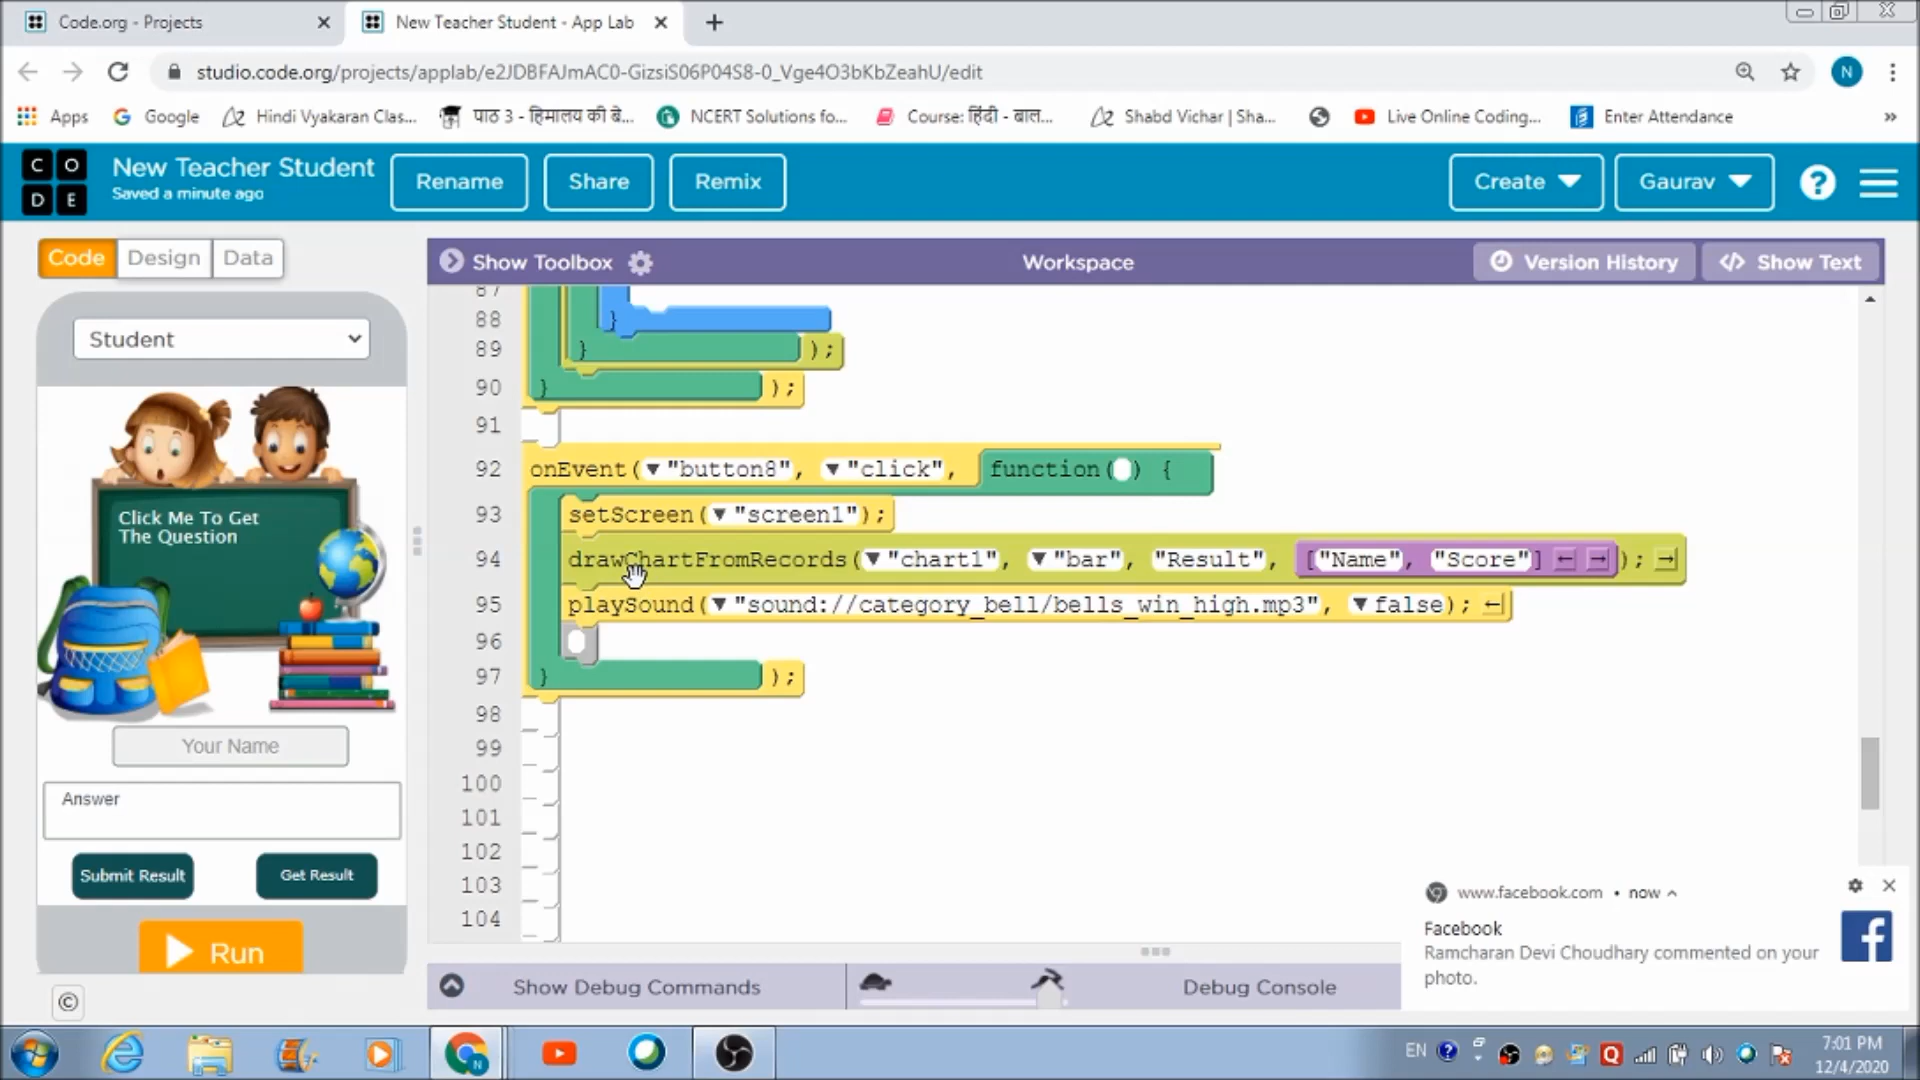 Code.org - Projects
New Teacher Student - App Lab
studio.code.org/projects/applab/e2JDBFAJmAC0-GizsiS06P04S8-0_Vge4O3bKbZeahU/edit
N
Apps
Google
Hindi Vyakaran Clas...
पाठ 3 - हिमालय की बे...
NCERT Solutions fo...
Course: हिंदी - बाल...
Shabd Vichar | Sha...
Live Online Coding...
Enter Attendance
»
C O
D E
New Teacher Student
Saved a minute ago
Rename
Share
Remix
Create
Gaurav
?
Code
Design
Data
Show Toolbox
Workspace
Version History
Show Text
Student
Click Me To Get
The Question
Your Name
Answer
Submit Result
Get Result
Run
87
88 }
89 } );
90 } );
91
92 onEvent( "button8", "click", function( ) {
93 setScreen( "screen1");
94 drawChartFromRecords( "chart1", "bar", "Result", ["Name", "Score"] ← → ); →
95 playSound( "sound://category_bell/bells_win_high.mp3", false); ←
96
97 } );
98
99
100
101
102
103
104
www.facebook.com • now
Facebook
Ramcharan Devi Choudhary commented on your
photo.
Show Debug Commands
Debug Console
©
EN
7:01 PM
12/4/2020